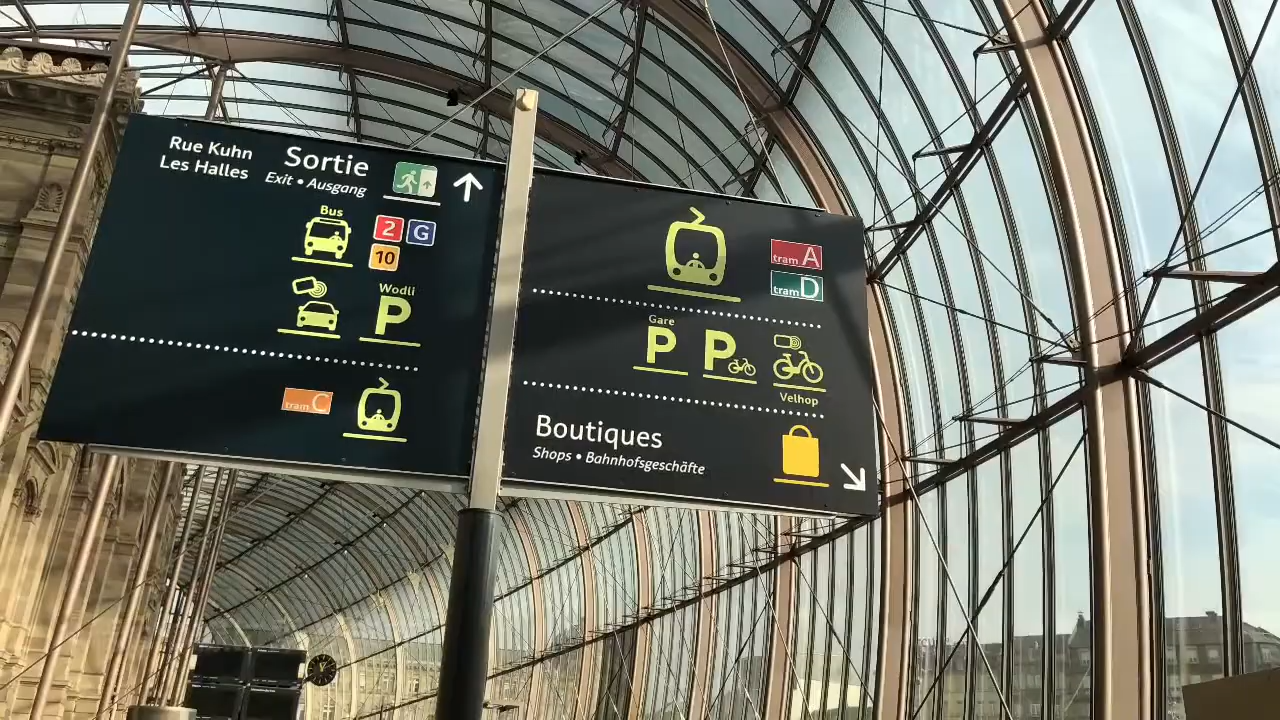 Rue Kuhn
Les Halles
Sortie
Exit • Ausgang
Bus
2 G
10
Wodli
P
tram C
tram A
tram D
Gare
P P
Velhop
Boutiques
Shops • Bahnhofsgeschäfte